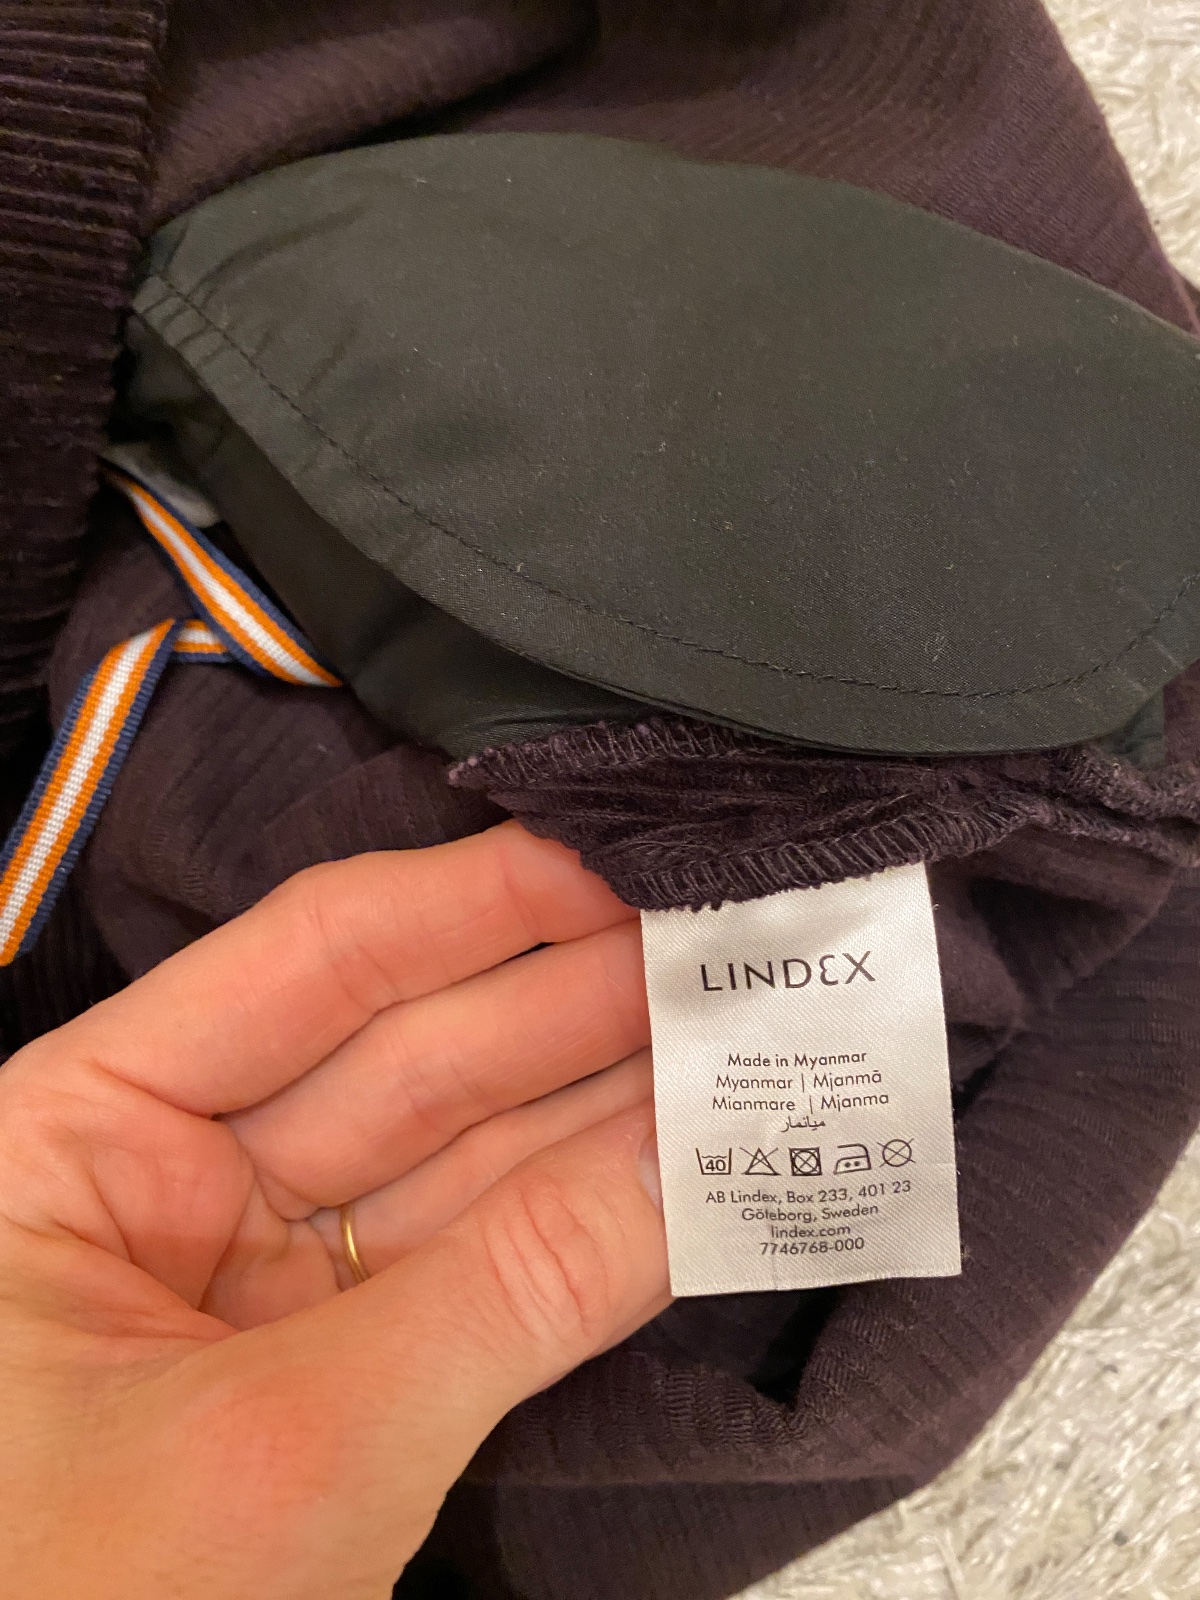 LINDEX
Made in Myanmar
Myanmar | Mjanmā
Mianmare | Mjanma
ميانمار
40
AB Lindex, Box 233, 401 23
Göteborg, Sweden
lindex.com
7746768-000